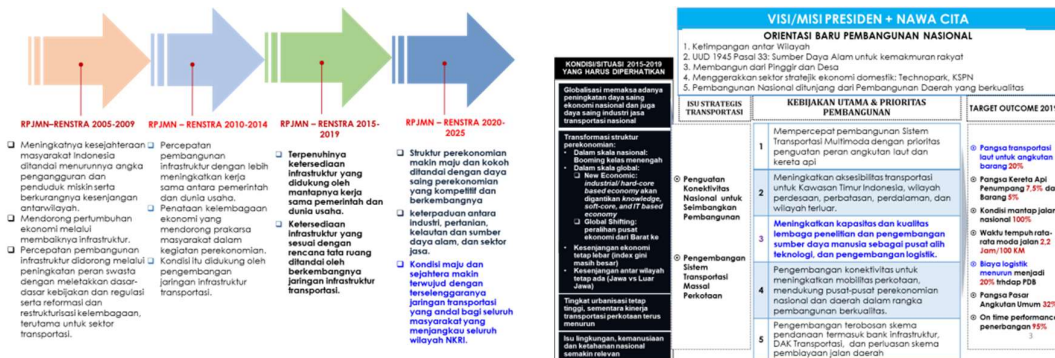 RPJMN–RENSTRA 2005-2009
❑ Meningkatnya kesejahteraan
masyarakat Indonesia
ditandai menurunnya angka
pengangguran dan
penduduk miskin serta
berkurangnya kesenjangan
antarwilayah.
❑ Mendorong pertumbuhan
ekonomi melalui
membaiknya infrastruktur.
❑ Percepatan pembangunan
infrastruktur didorong melalui
peningkatan peran swasta
dengan meletakkan dasar-
dasar kebijakan dan regulasi
serta reformasi dan
restrukturisasi kelembagaan,
terutama untuk sektor
transportasi.
RPJMN – RENSTRA 2010-2014
❑ Percepatan
pembangunan
infrastruktur dengan lebih
meningkatkan kerja
sama antara pemerintah
dan dunia usaha.
❑ Penataan kelembagaan
ekonomi yang
mendorong prakarsa
masyarakat dalam
kegiatan perekonomian.
❑ Kondisi itu didukung oleh
pengembangan
jaringan infrastruktur
transportasi.
RPJMN – RENSTRA 2015-
2019
❑ Terpenuhinya
ketersediaan
infrastruktur yang
didukung oleh
mantapnya kerja
sama pemerintah dan
dunia usaha.
❑ Ketersediaan
infrastruktur yang
sesuai dengan
rencana tata ruang
ditandai oleh
berkembangnya
jaringan infrastruktur
transportasi.
RPJMN – RENSTRA 2020-
2025
❑ Struktur perekonomian
makin maju dan kokoh
ditandai dengan daya
saing perekonomian
yang kompetitif dan
berkembangnya
❑ keterpaduan antara
industri, pertanian,
kelautan dan sumber
daya alam, dan sektor
jasa.
❑ Kondisi maju dan
sejahtera makin
terwujud dengan
terselenggaranya
jaringan transportasi
yang andal bagi seluruh
masyarakat yang
menjangkau seluruh
wilayah NKRI.
VISI/MISI PRESIDEN + NAWA CITA
ORIENTASI BARU PEMBANGUNAN NASIONAL
1. Ketimpangan antar Wilayah
2. UUD 1945 Pasal 33: Sumber Daya Alam untuk kemakmuran rakyat
3. Membangun dari Pinggir dan Desa
4. Menggerakkan sektor strategik ekonomi domestik: Technopark, KSPN
5. Pembangunan Nasional ditunjang dari Pembangunan Daerah yang berkualitas
KONDISI/SITUASI 2015-2019
YANG HARUS DIPERHATIKAN
Globalisasi memaksa adanya
peningkatan daya saing
ekonomi nasional dan juga
daya saing industri jasa
transportasi nasional
Transformasi struktur
perekonomian:
• Dalam skala nasional:
Booming kelas menengah
• Dalam skala global:
❑ New Economic:
industrial/ hard-core
based economy akan
digantikan knowledge,
soft-core, and IT based
economy
❑ Global Shifting:
peralihan pusat
ekonomi dari Barat ke
• Kesenjangan ekonomi
tetap lebar (index gini
masih besar)
• Kesenjangan antar wilayah
tetap ada (Jawa vs Luar
Jawa)
Tingkat urbanisasi tetap
tinggi, sementara kinerja
transportasi perkotaan terus
menurun
Isu lingkungan, kemanusiaan
dan ketahanan nasional
semakin relevan
ISU STRATEGIS
TRANSPORTASI
Penguatan
Konektivitas
Nasional untuk
Seimbangkan
Pembangunan
Pengembangan
Sistem
Transportasi
Massal
Perkotaan
KEBIJAKAN UTAMA & PRIORITAS
PEMBANGUNAN
1 Mempercepat pembangunan Sistem
Transportasi Multimoda dengan prioritas
penguatan peran angkutan laut dan
kereta api
2 Meningkatkan aksesibilitas transportasi
untuk Kawasan Timur Indonesia, wilayah
perdesaan, perbatasan, perdalaman, dan
wilayah terluar.
3 Meningkatkan kapasitas dan kualitas
lembaga penelitian dan pengembangan
sumber daya manusia sebagai pusat alih
teknologi, dan pengembangan logistik.
4 Pengembangan konektivitas untuk
meningkatkan mobilitas perkotaan,
mendukung pusat-pusat perekonomian
nasional dan daerah dalam rangka
pembangunan berkualitas.
5 Pengembangan terobosan skema
pendanaan termasuk bank infrastruktur,
DAK Transportasi, dan perluasan skema
pembiayaan jalan daerah
TARGET OUTCOME 2019
Pangsa transportasi
laut untuk angkutan
barang 20%
Pangsa Kereta Api
Penumpang 7,5% da
Barang 5%
Kondisi mantap jalan
nasional 100%
Waktu tempuh rata-
rata moda jalan 2,2
Jam/100 KM
Biaya logistik
menurun menjadi
20% trhdap PDB
Pangsa Pasar
Angkutan Umum 32%
On time performance
penerbangan 95%
3